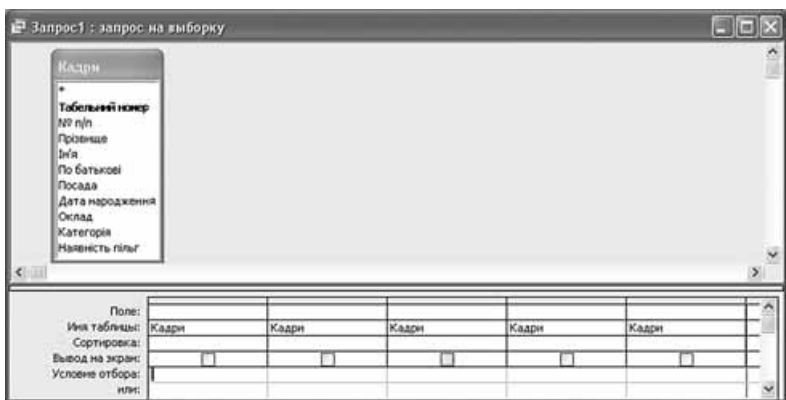 Запрос1 : запрос на выборку
Кадри
*
Табельний номер
№ п/п
Прізвище
Ім'я
По батькові
Посада
Дата народження
Оклад
Категорія
Наявність пільг
Поле:
Имя таблицы: Кадри Кадри Кадри Кадри Кадри
Сортировка:
Вывод на экран:
Условие отбора:
или: